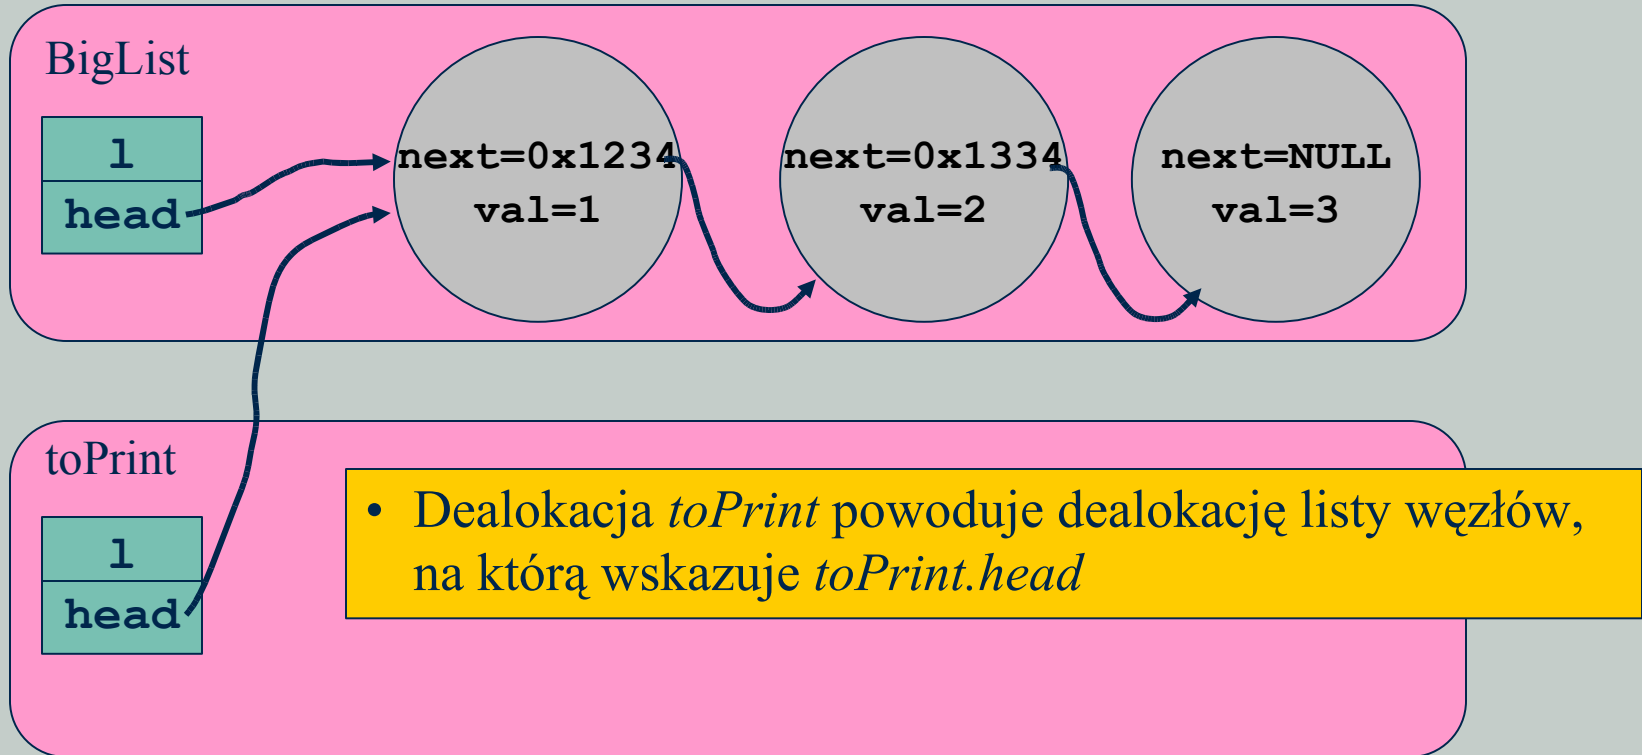 BigList
l
head
next=0x1234
val=1
next=0x1334
val=2
next=NULL
val=3
toPrint
l
head
• Dealokacja toPrint powoduje dealokację listy węzłów,
na którą wskazuje toPrint.head